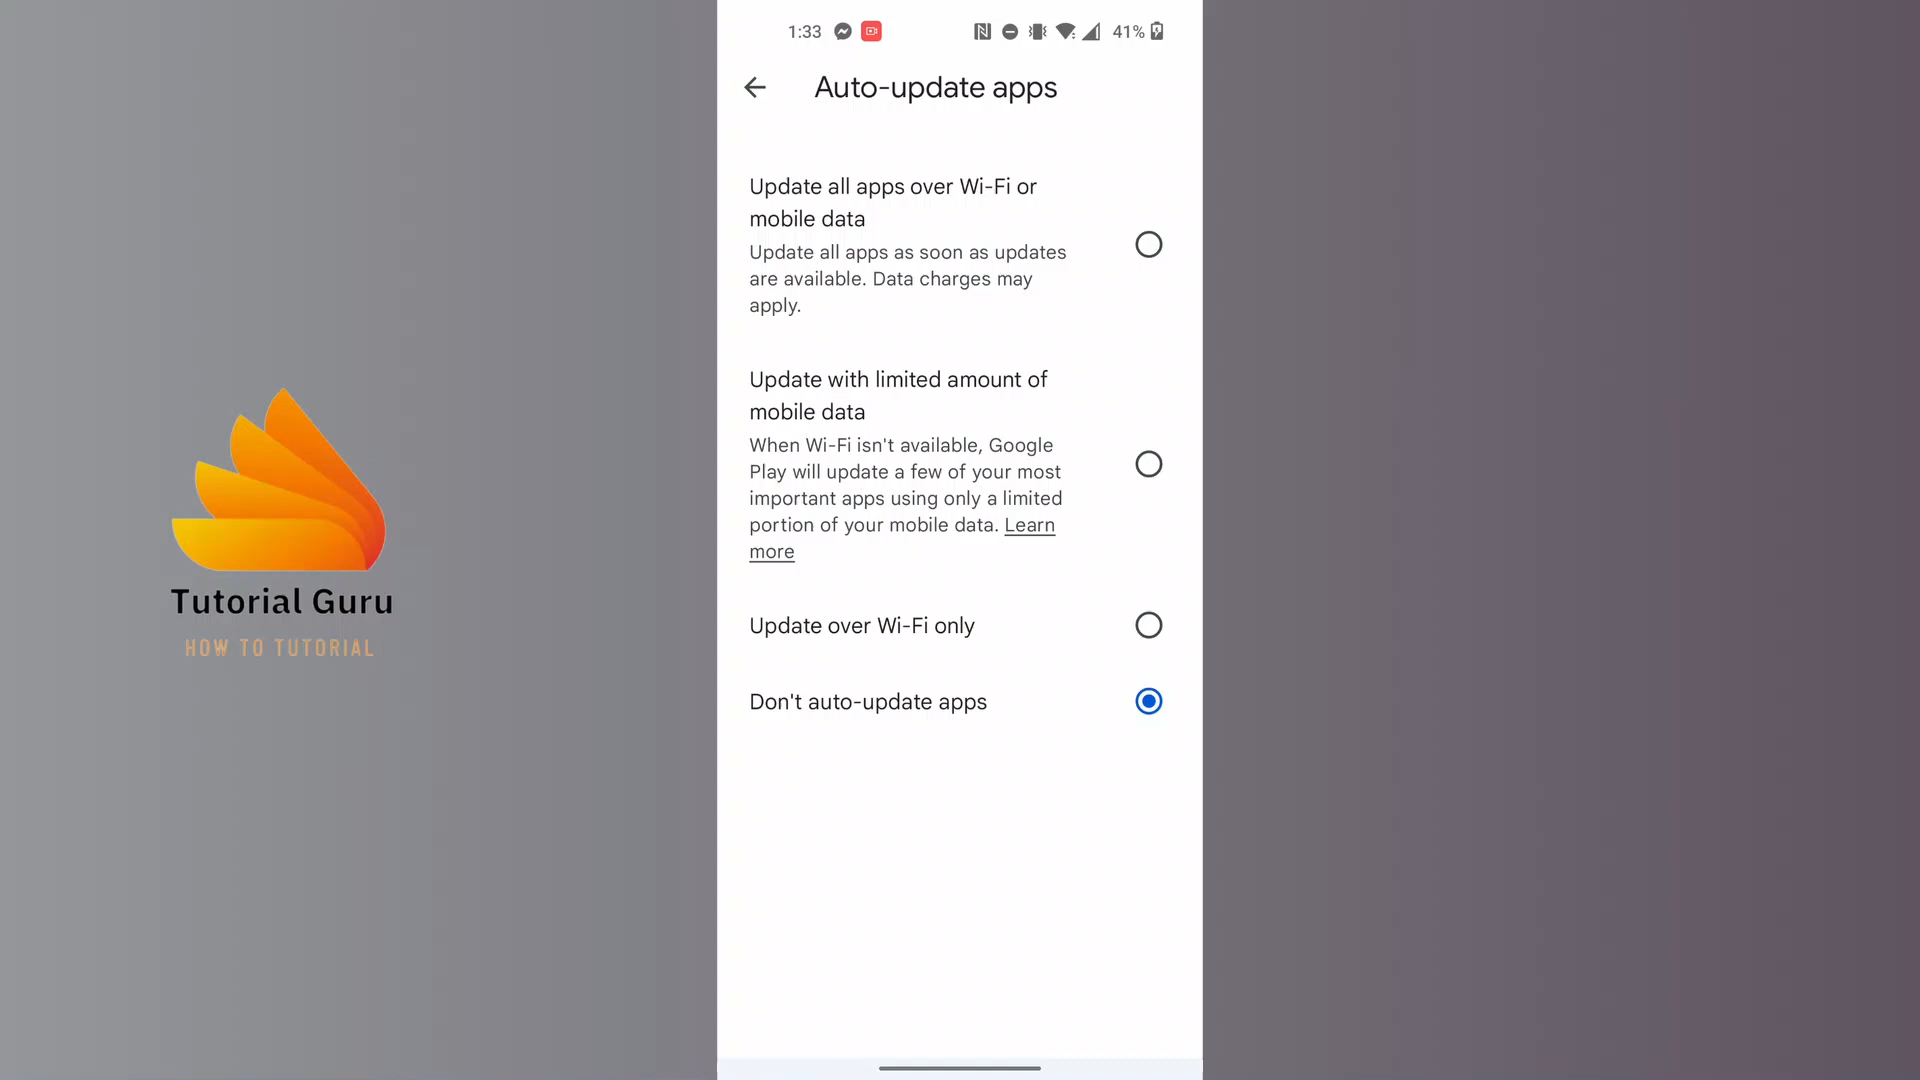 1:33
41%
Auto-update apps
Update all apps over Wi-Fi or
mobile data
Update all apps as soon as updates
are available. Data charges may
apply.
Update with limited amount of
mobile data
When Wi-Fi isn't available, Google
Play will update a few of your most
important apps using only a limited
portion of your mobile data. Learn
more
Update over Wi-Fi only
Don't auto-update apps
Tutorial Guru
HOW TO TUTORIAL